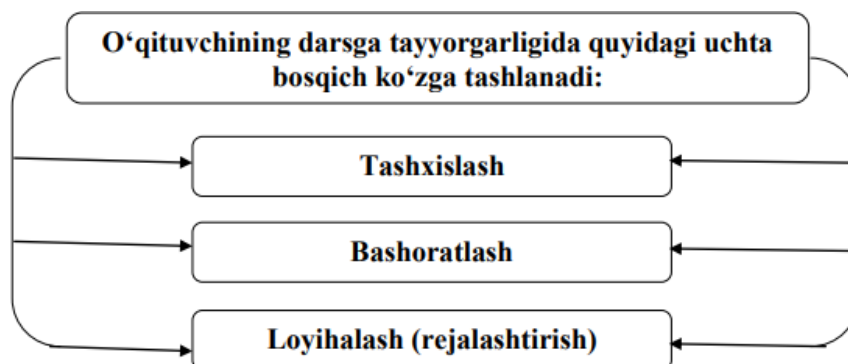 O‘qituvchining darsga tayyorgarligida quyidagi uchta
bosqich ko‘zga tashlanadi:
Tashxislash
Bashoratlash
Loyihalash (rejalashtirish)